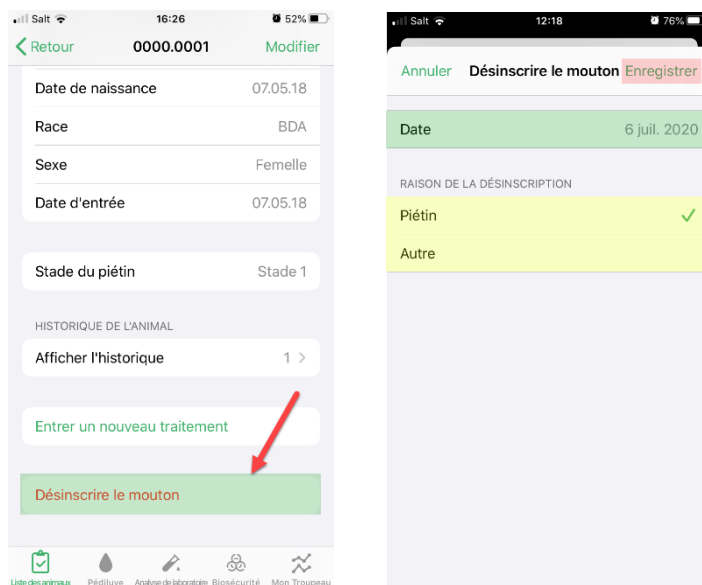 Salt 16:26 52%
Retour 0000.0001 Modifier
Date de naissance 07.05.18
Race BDA
Sexe Femelle
Date d'entrée 07.05.18
Stade du piétin Stade 1
HISTORIQUE DE L'ANIMAL
Afficher l'historique 1
Entrer un nouveau traitement
Désinscrire le mouton
Liste des animaux Pédiluve Analyse de laboratoire Biosécurité Mon Troupeau
Salt 12:18 76%
Annuler Désinscrire le mouton Enregistrer
Date 6 juil. 2020
RAISON DE LA DÉSINSCRIPTION
Piétin
Autre